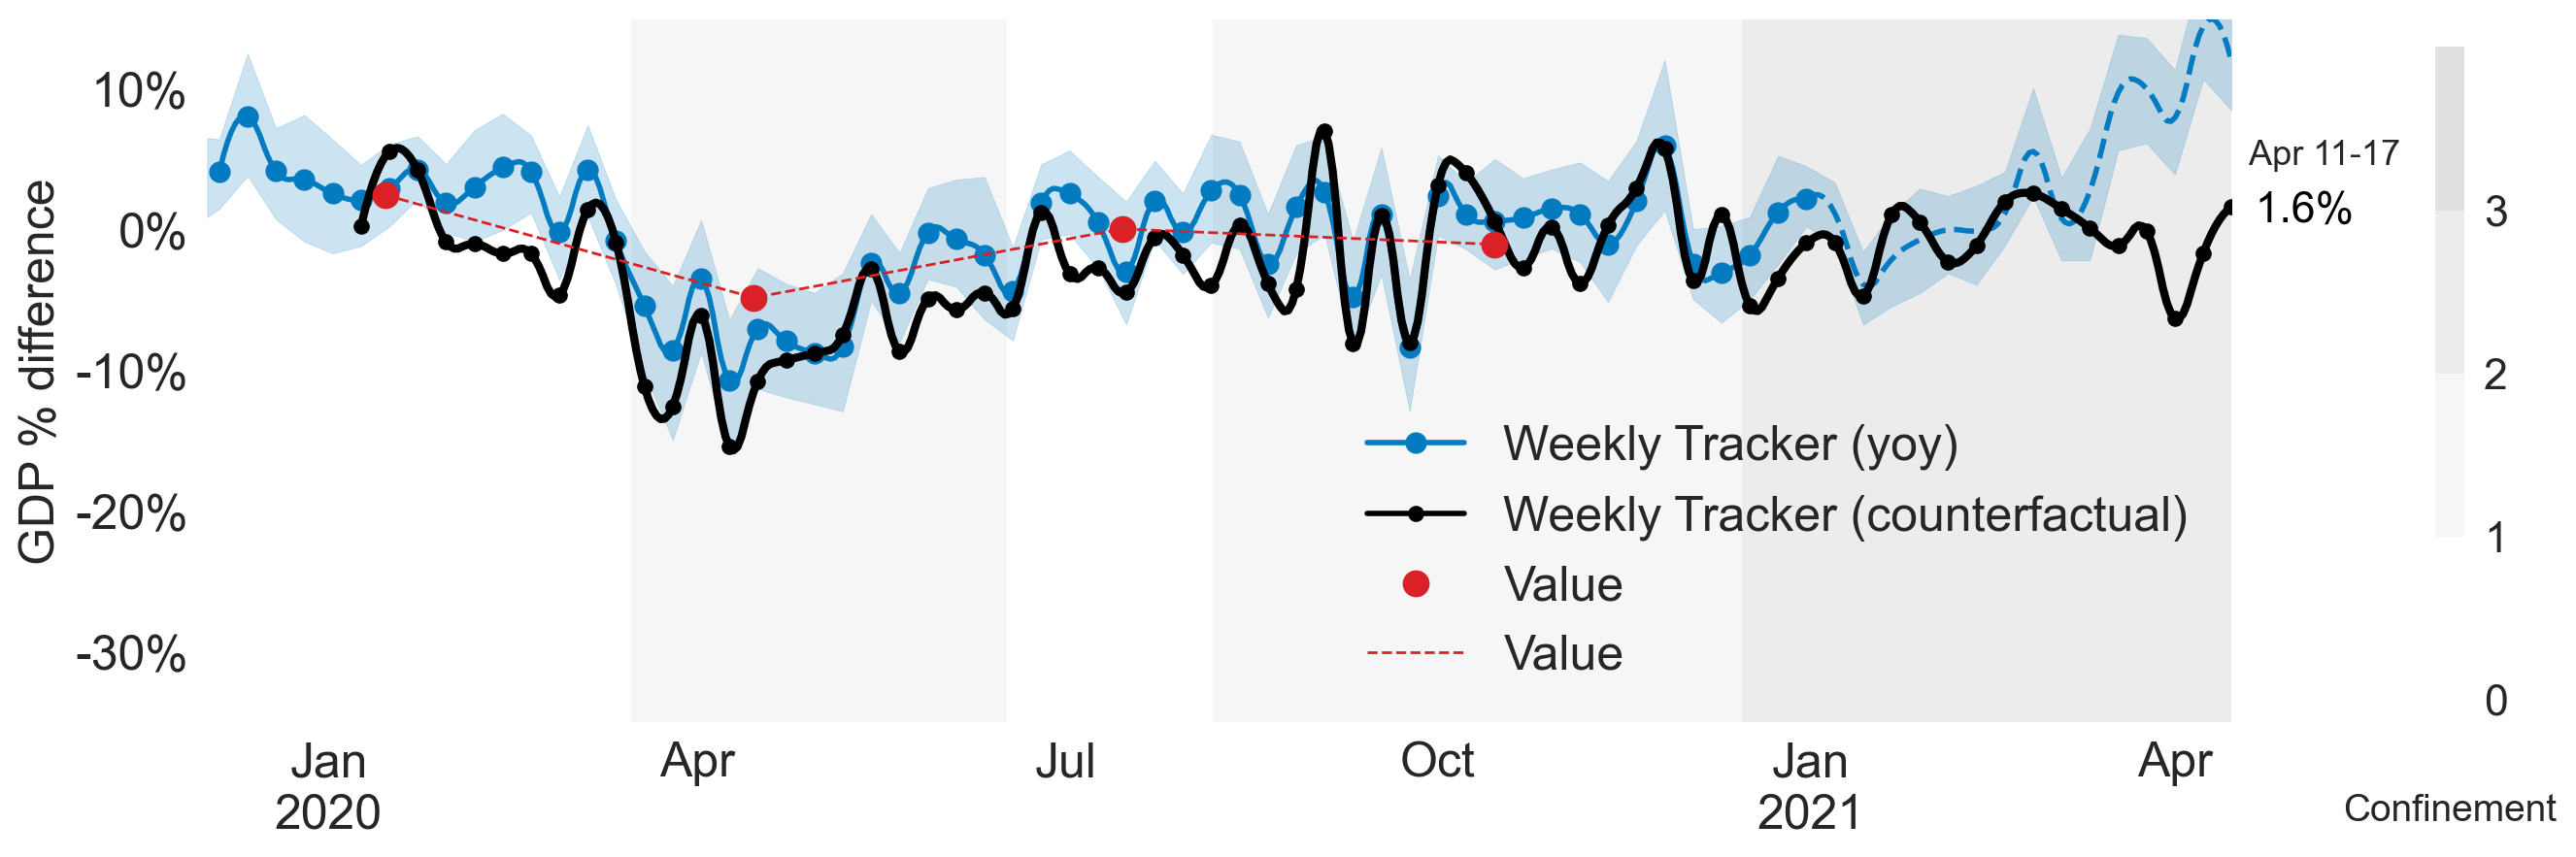 GDP % difference
10%
0%
-10%
-20%
-30%
Weekly Tracker (yoy)
Weekly Tracker (counterfactual)
Value
Value
Jan
2020
Apr
Jul
Oct
Jan
2021
Apr
Apr 11-17
1.6%
3
2
1
0
Confinement